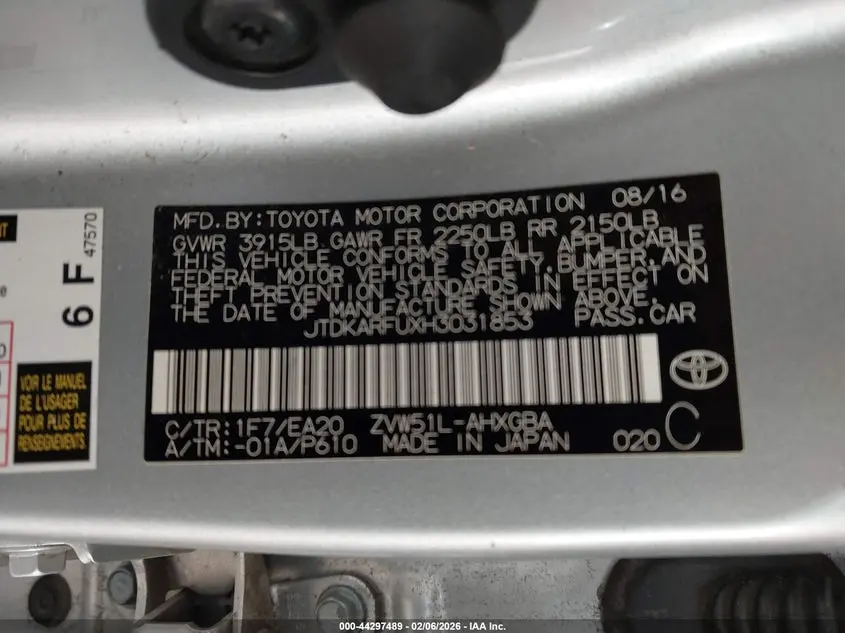 MFD.BY:TOYOTA MOTOR CORPORATION 08/16
GVWR 3915LB GAWR FR 2250LB RR 2150LB
THIS VEHICLE CONFORMS TO ALL APPLICABLE
FEDERAL MOTOR VEHICLE SAFETY,BUMPER,AND
THEFT PREVENTION STANDARDS IN EFFECT ON
THE DATE OF MANUFACTURE SHOWN ABOVE.
JTDKARFUXH3031853 PASS.CAR
C/TR:1F7/EA20 ZVW51L-AHXGBA
A/TM:-01A/P610 MADE IN JAPAN 020 C
6 F
47570
VOIR LE MANUEL
DE L'USAGER
POUR PLUS DE
RENSEIGNEMENTS
000-44297489 - 02/06/2026 - IAA Inc.